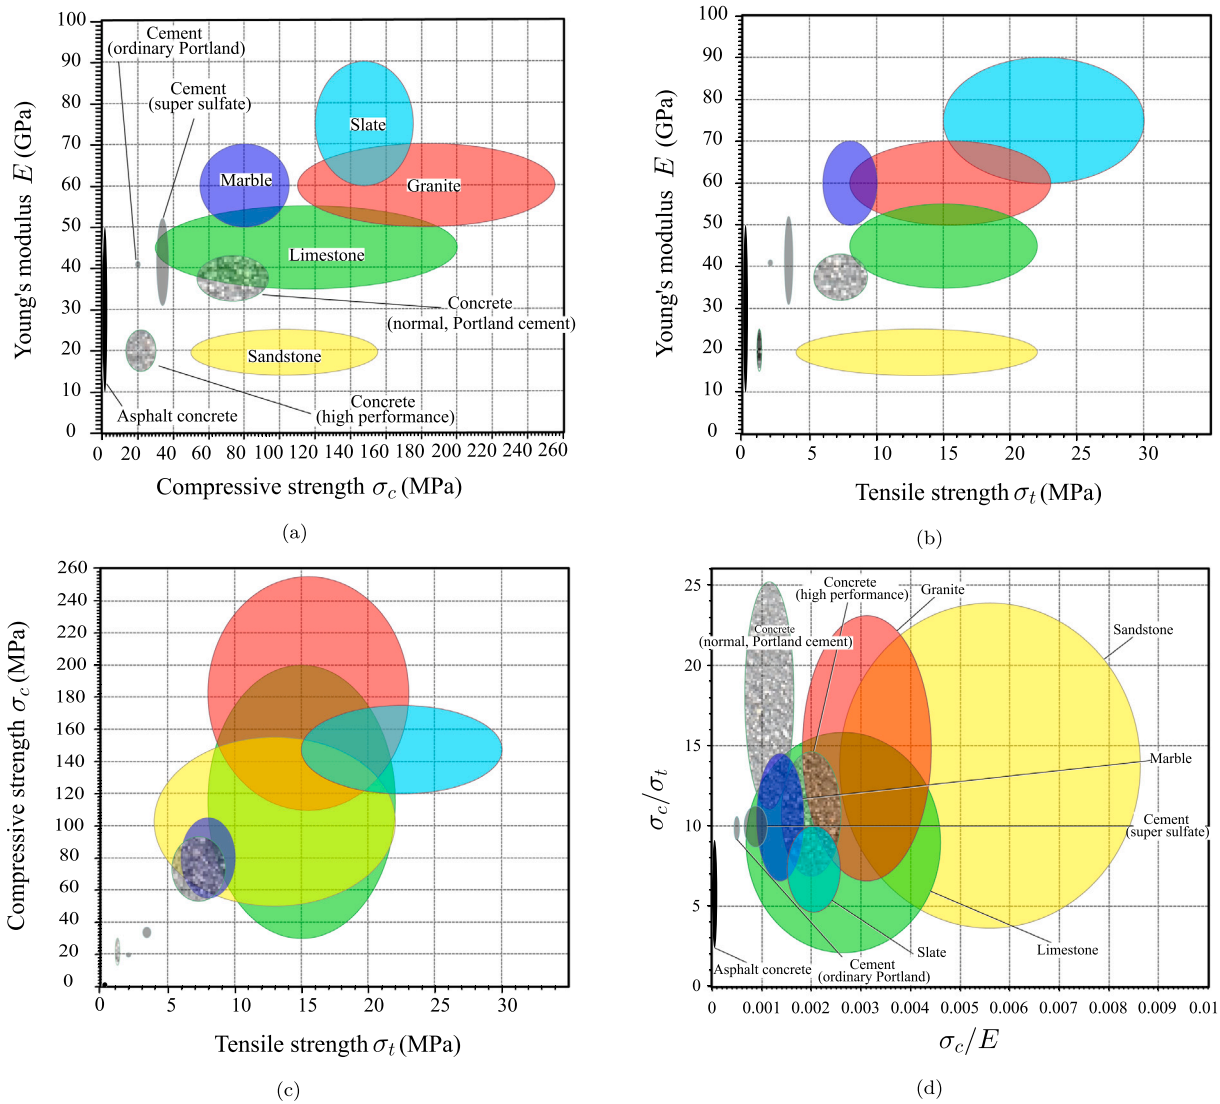 100
90
80
70
60
50
40
30
20
10
0
Young's modulus E (GPa)
Cement
(ordinary Portland)
Cement
(super sulfate)
Slate
Marble
Granite
Limestone
Concrete
(normal, Portland cement)
Sandstone
Concrete
(high performance)
Asphalt concrete
0 20 40 60 80 100 120 140 160 180 200 220 240 260
Compressive strength σc (MPa)
(a)
100
90
80
70
60
50
40
30
20
10
0
Young's modulus E (GPa)
0 5 10 15 20 25 30
Tensile strength σt (MPa)
(b)
260
240
220
200
180
160
140
120
100
80
60
40
20
0
Compressive strength σc (MPa)
5 10 15 20 25 30
Tensile strength σt (MPa)
(c)
25
20
15
10
5
0
σc/σt
Concrete
(high performance)
Granite
Concrete
(normal, Portland cement)
Sandstone
Marble
Cement
(super sulfate)
Limestone
Slate
Cement
(ordinary Portland)
Asphalt concrete
0 0.001 0.002 0.003 0.004 0.005 0.006 0.007 0.008 0.009 0.01
σc/E
(d)